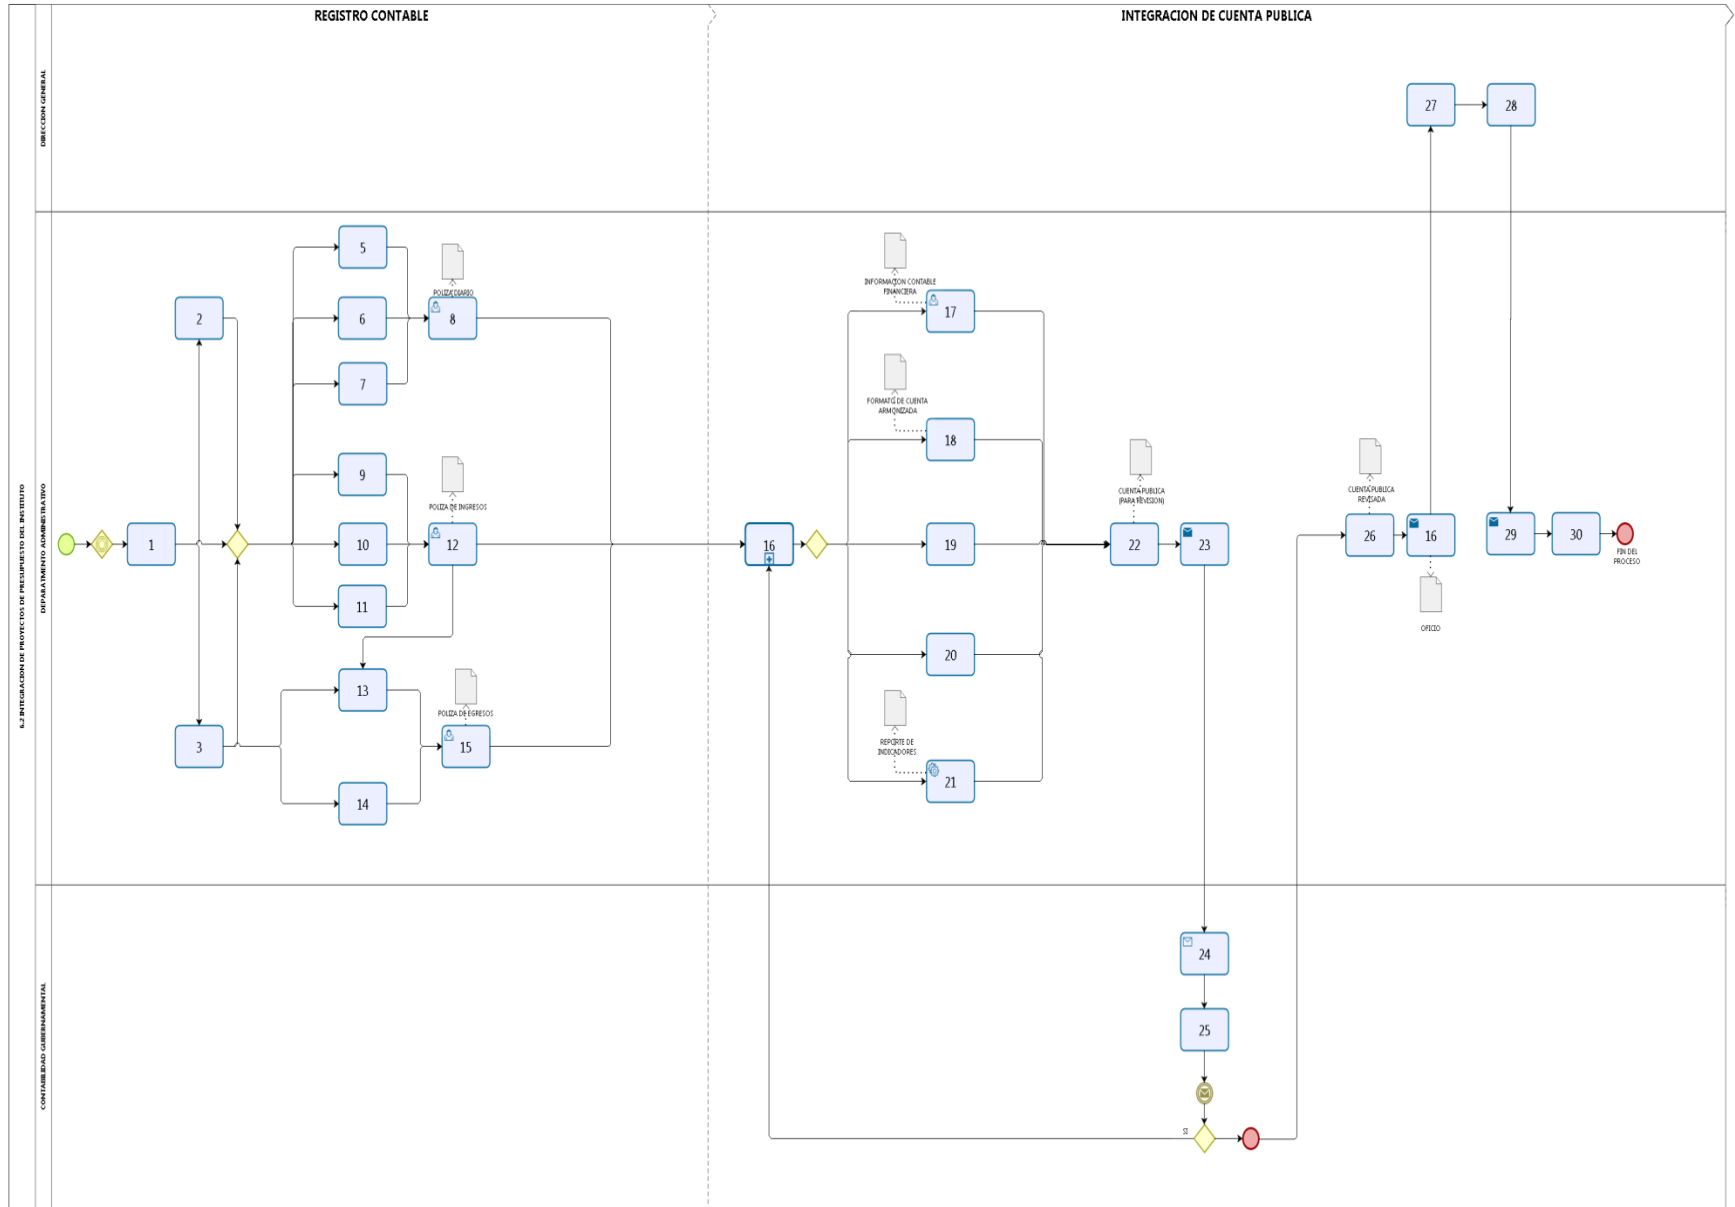 REGISTRO CONTABLE
INTEGRACION DE CUENTA PUBLICA
6.2 INTEGRACION DE PROYECTOS DE PRESUPUESTO DEL INSTITUTO
DIRECCION GENERAL
27
28
DEPARTAMENTO ADMINISTRATIVO
5
POLIZA DIARIO
2
6
8
7
9
POLIZA DE INGRESOS
1
10
12
11
13
POLIZA DE EGRESOS
3
15
14
INFORMACION CONTABLE
FINANCIERA
17
FORMATO DE CUENTA
ARMONIZADA
18
CUENTA PUBLICA
(PARA REVISION)
16
19
22
23
20
REPORTE DE
INDICADORES
21
CUENTA PUBLICA
REVISADA
26
16
OFICIO
29
30
FIN DEL
PROCESO
CONTABILIDAD GUBERNAMENTAL
24
25
SI